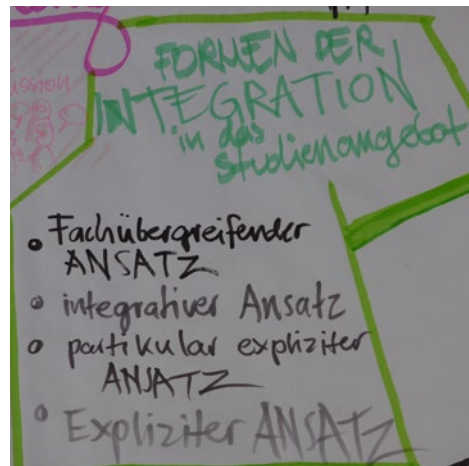 FORMEN DER
INTEGRATION
in das
Studienangebot
• Fachübergreifender
ANSATZ
• integrativer Ansatz
• partikular expliziter
ANSATZ
• Expliziter ANSATZ